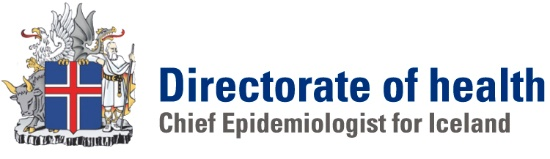 Directorate of health
Chief Epidemiologist for Iceland